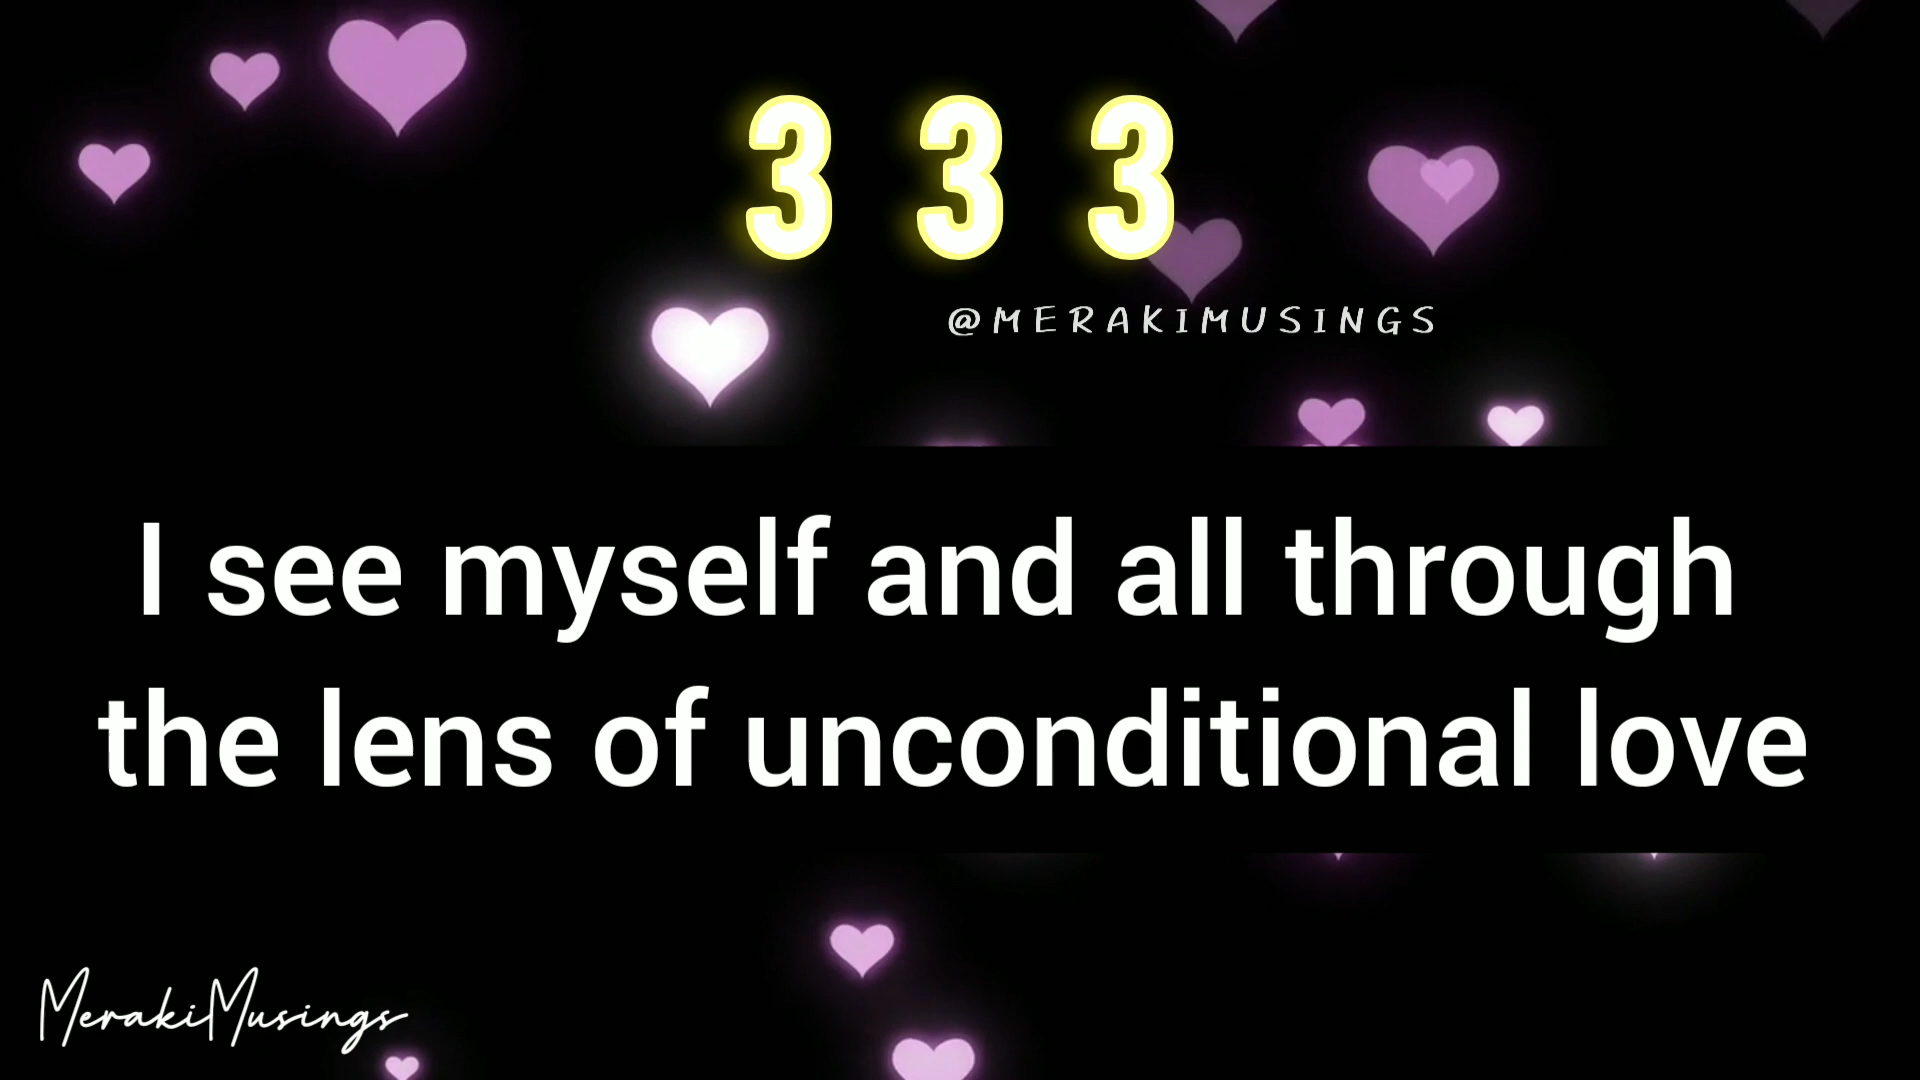 3 3 3
@MERAKIMUSINGS
I see myself and all through
the lens of unconditional love
MerakiMusings